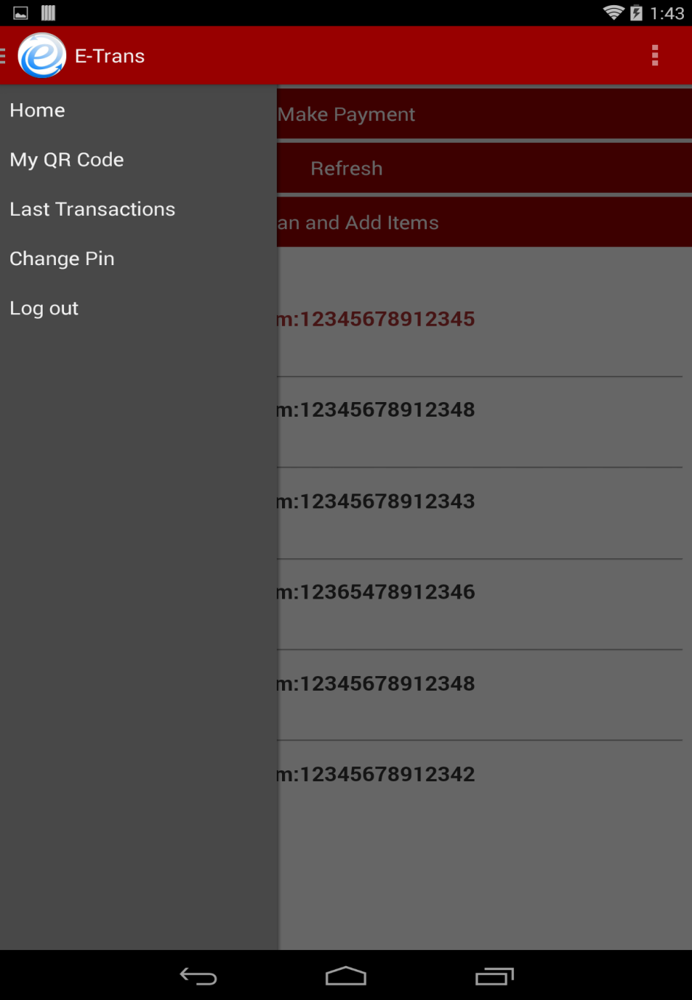 1:43
E-Trans
Home
My QR Code
Last Transactions
Change Pin
Log out
Make Payment
Refresh
an and Add Items
m:12345678912345
m:12345678912348
m:12345678912343
m:12365478912346
m:12345678912348
m:12345678912342